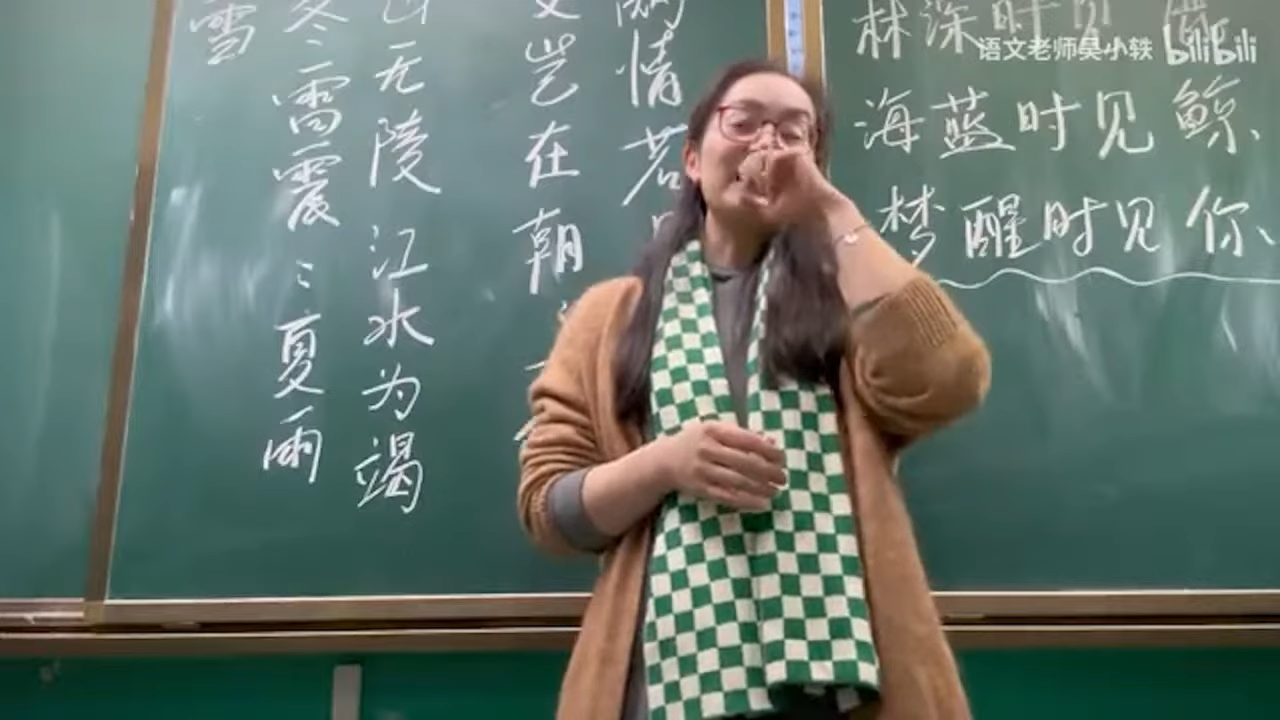 语文老师吴小轶 bilibili
林深时见鹿
海蓝时见鲸、
梦醒时见你、
两情若
又岂在朝
山无陵 江水为竭
冬:雷震:夏雨
雪